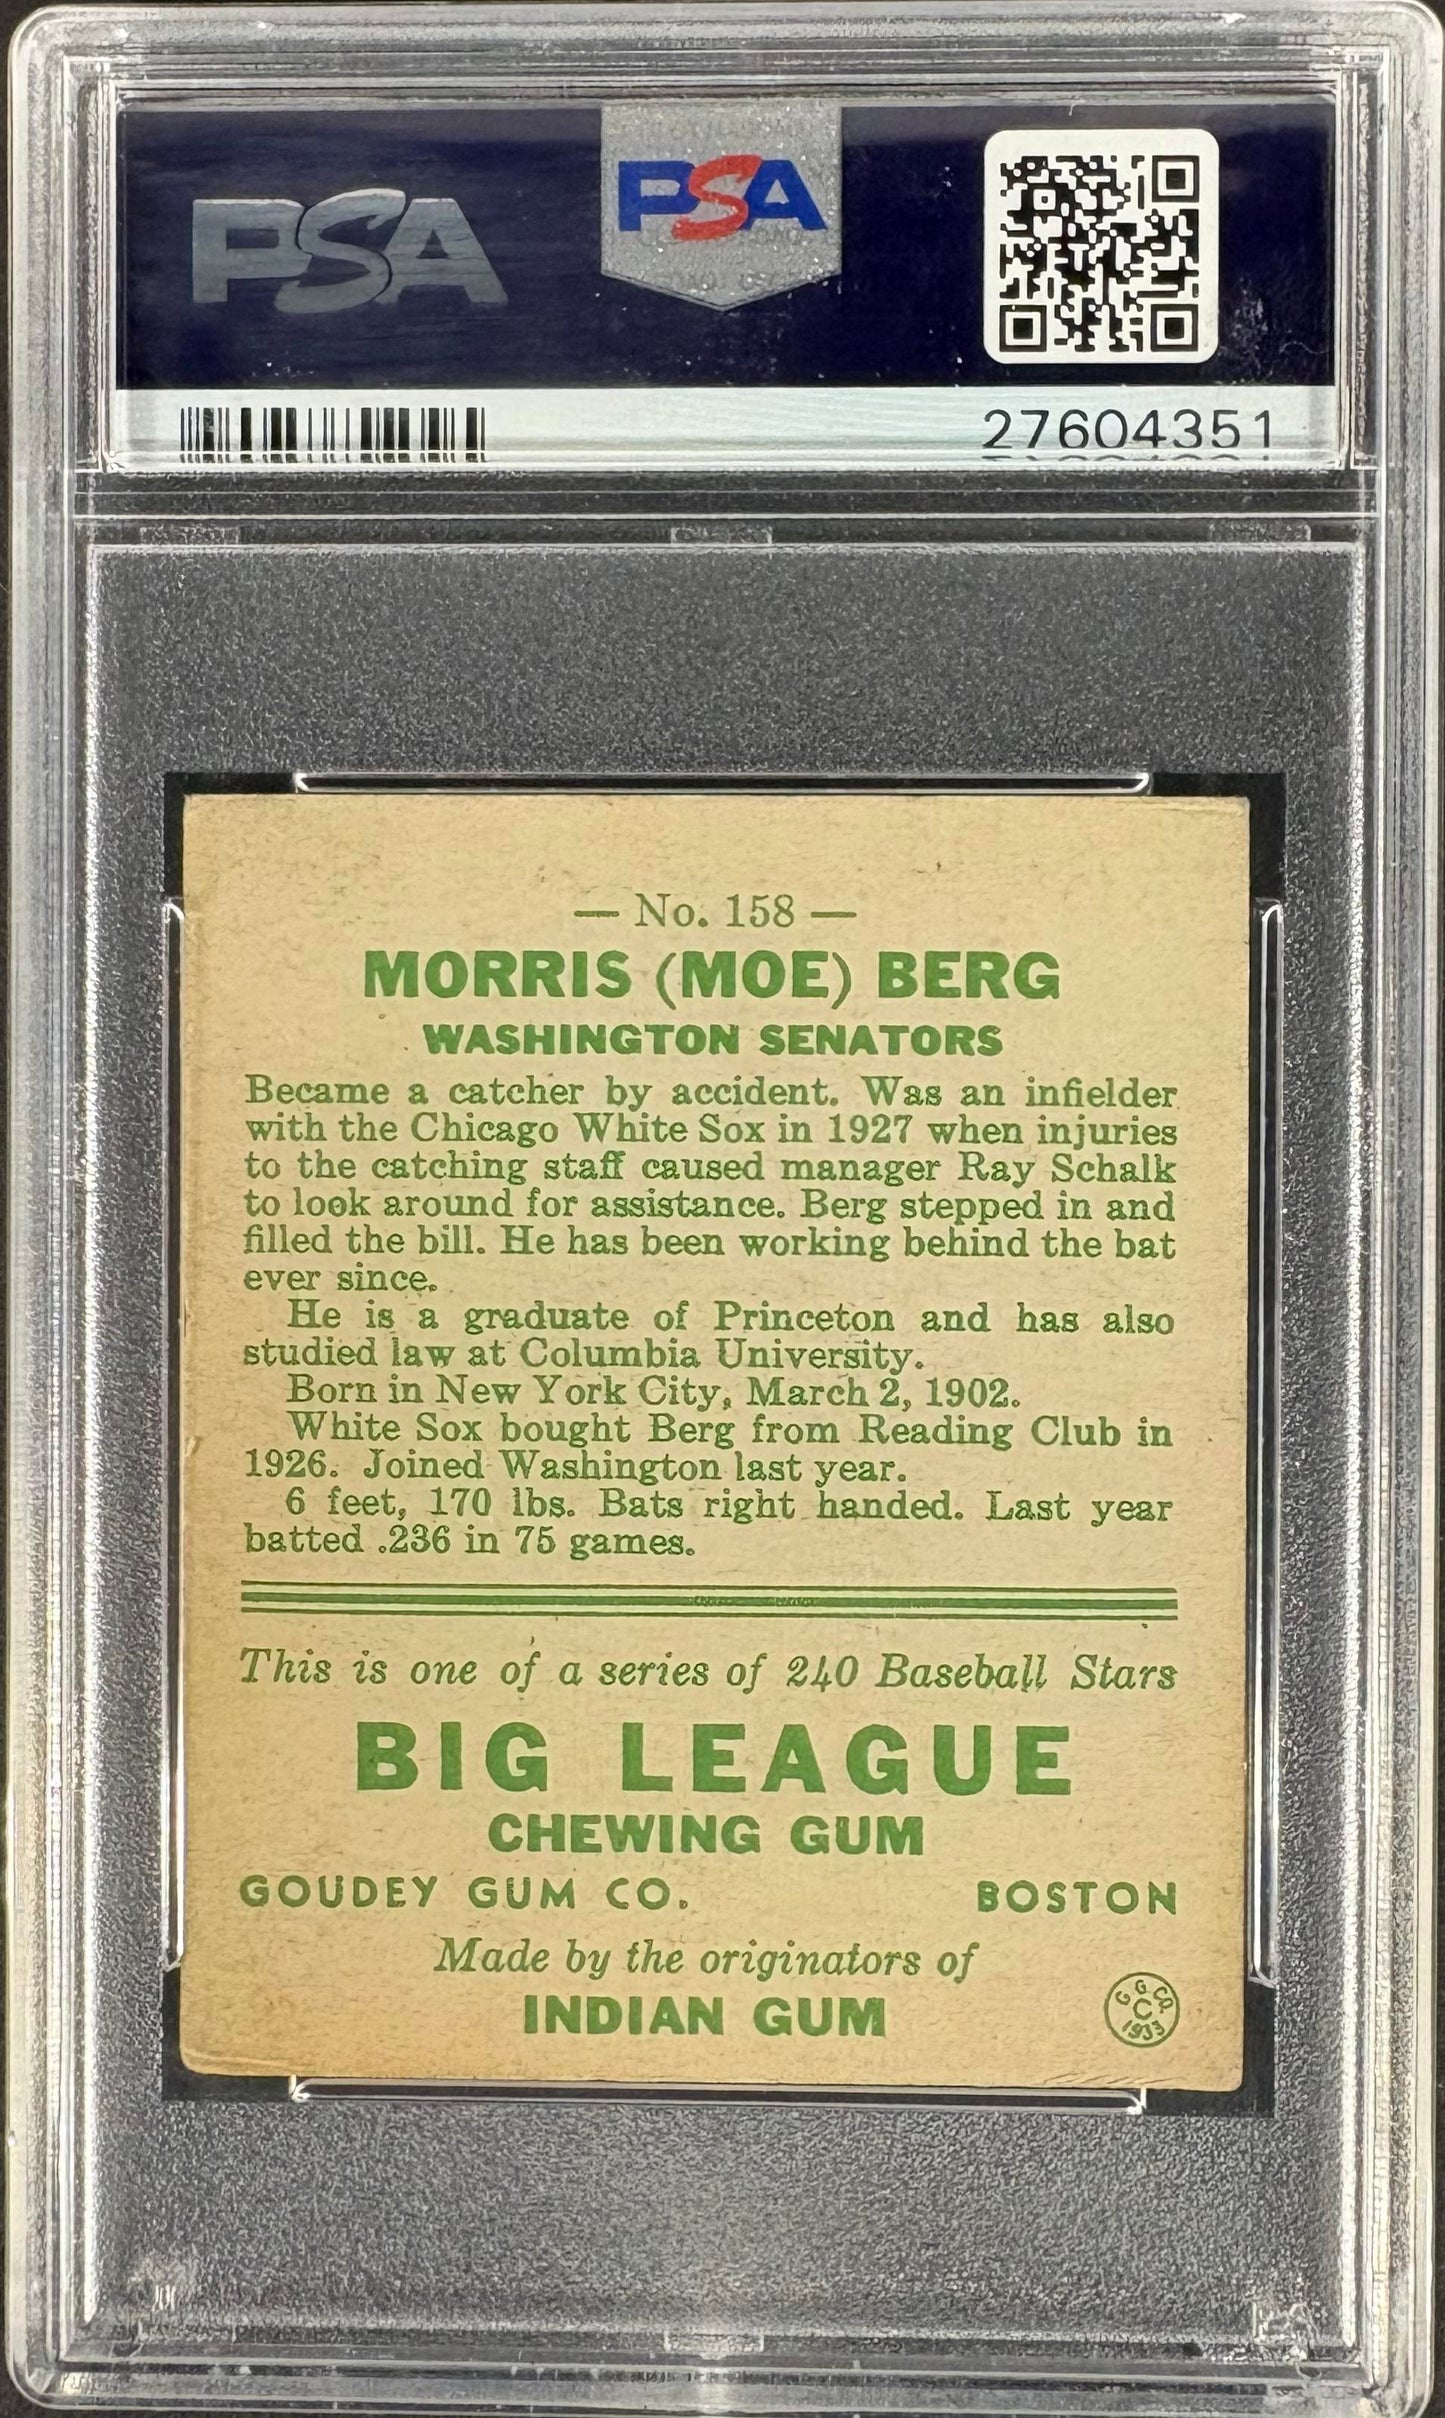 PSA
PSA
27604351
— No. 158 —
MORRIS (MOE) BERG
WASHINGTON SENATORS
Became a catcher by accident. Was an infielder
with the Chicago White Sox in 1927 when injuries
to the catching staff caused manager Ray Schalk
to look around for assistance. Berg stepped in and
filled the bill. He has been working behind the bat
ever since.
He is a graduate of Princeton and has also
studied law at Columbia University.
Born in New York City, March 2, 1902.
White Sox bought Berg from Reading Club in
1926. Joined Washington last year.
6 feet, 170 lbs. Bats right handed. Last year
batted .236 in 75 games.
This is one of a series of 240 Baseball Stars
BIG LEAGUE
CHEWING GUM
GOUDEY GUM CO. BOSTON
Made by the originators of
INDIAN GUM
G G CO.
C
1933